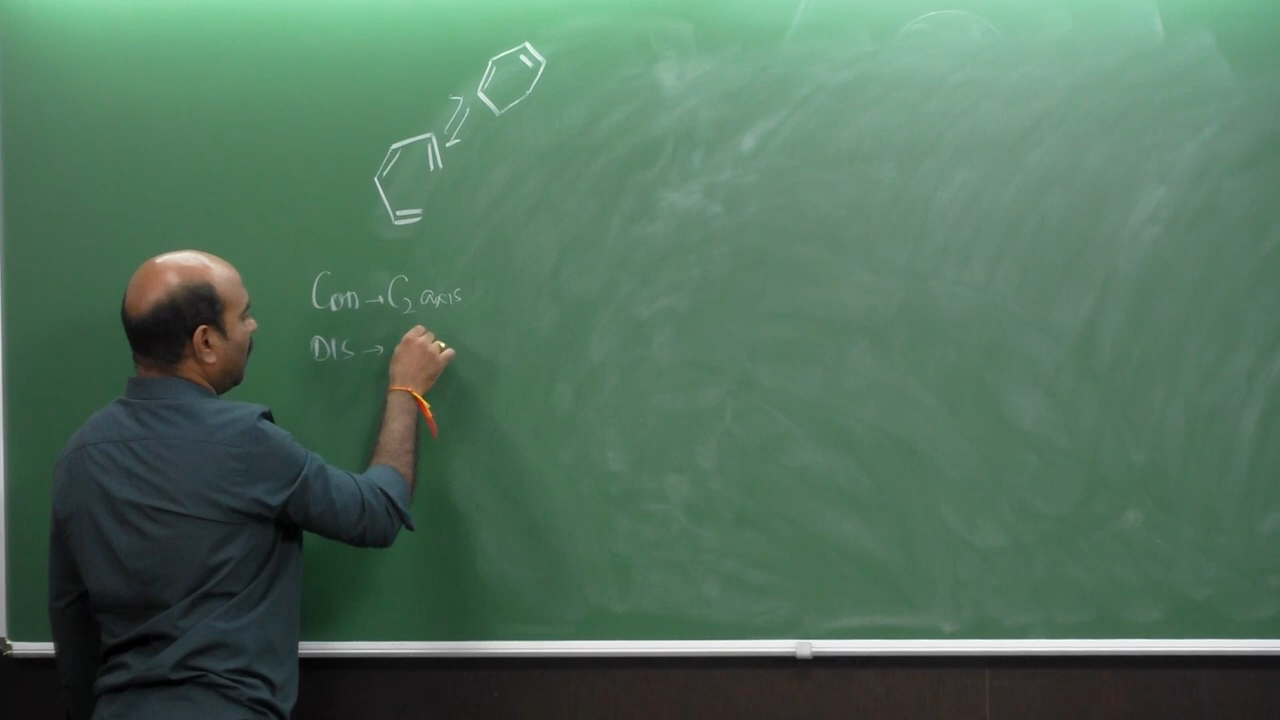 Con → C₂ axis
DIS →